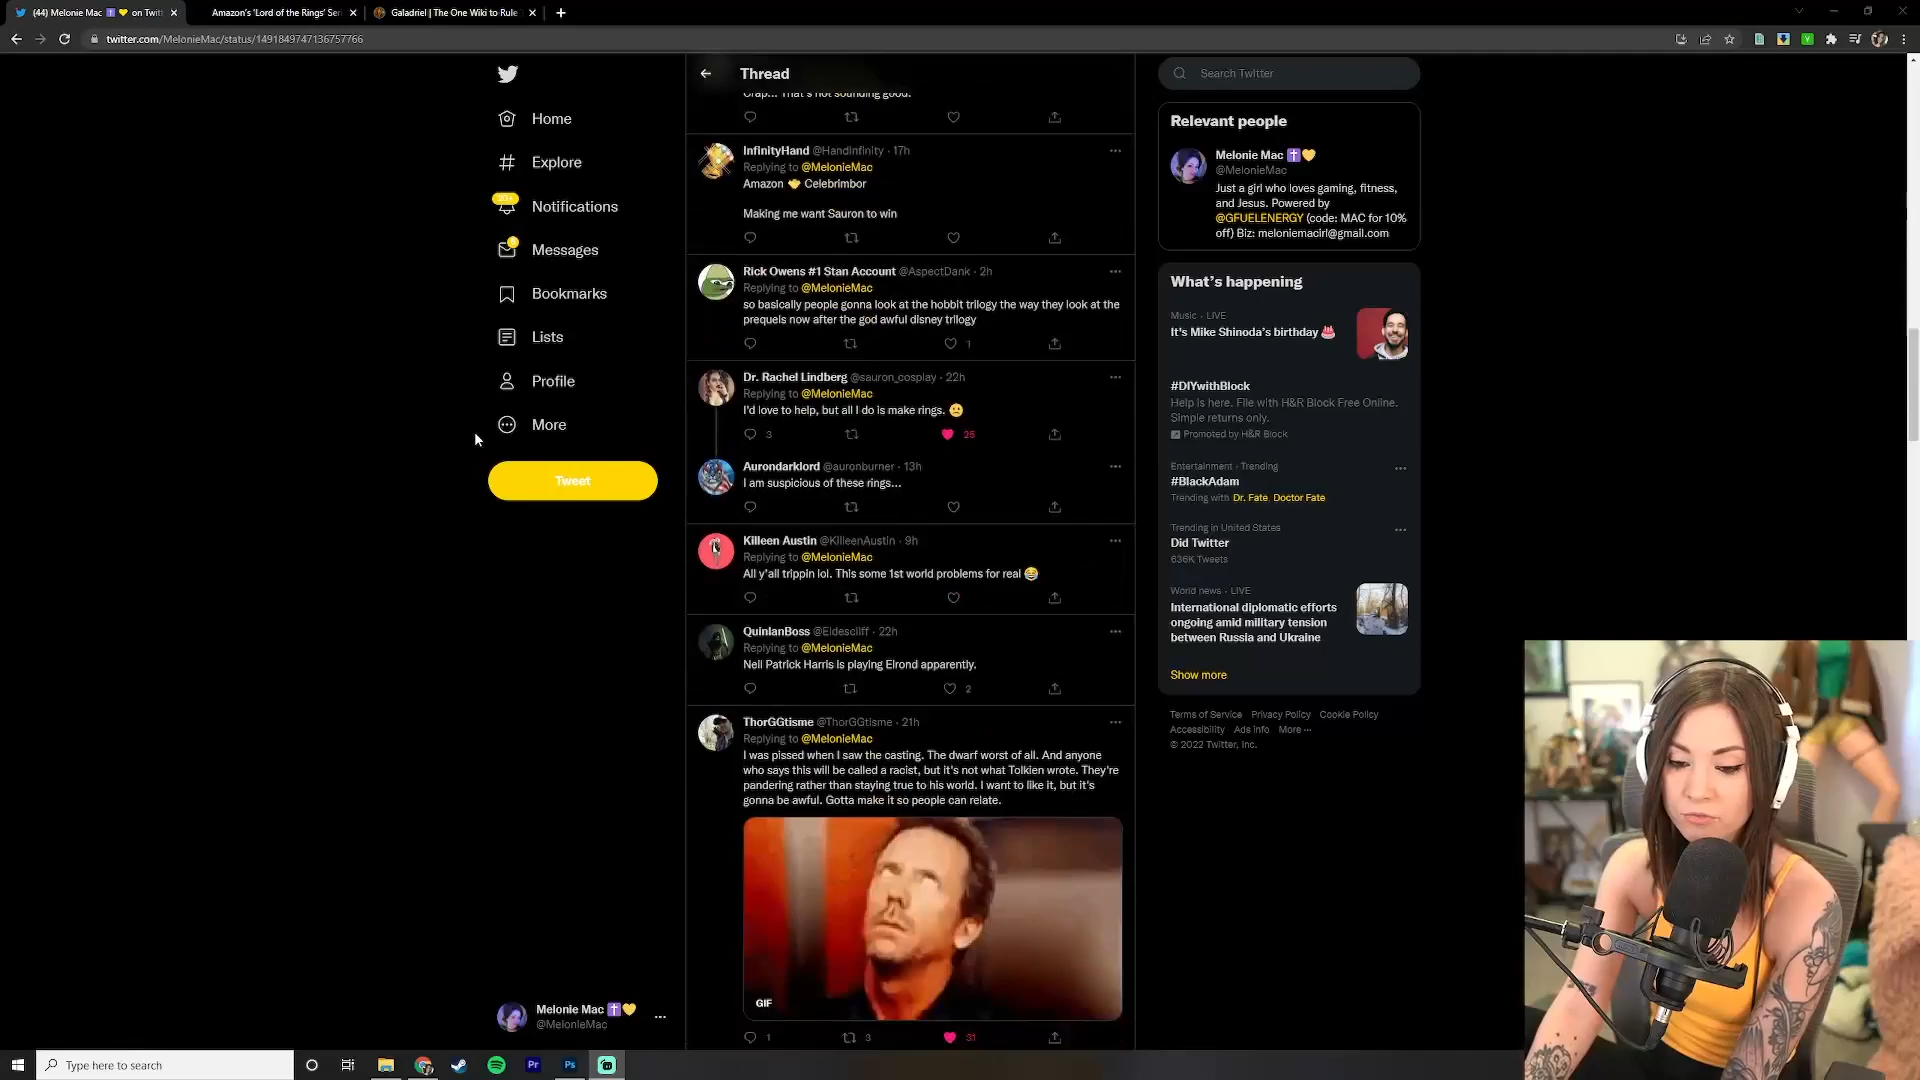 (44) Melonie Mac ✝️💛 on Twitt
Amazon's 'Lord of the Rings' Seri
Galadriel | The One Wiki to Rule
twitter.com/MelonieMac/status/1491849747136757766
Home
Explore
Notifications
Messages
Bookmarks
Lists
Profile
More
Tweet
Melonie Mac ✝️💛
@MelonieMac
Thread
Crap... That's not sounding good.
InfinityHand @HandInfinity · 17h
Replying to @MelonieMac
Amazon 🤝 Celebrimbor
Making me want Sauron to win
Rick Owens #1 Stan Account @AspectDank · 2h
Replying to @MelonieMac
so basically people gonna look at the hobbit trilogy the way they look at the
prequels now after the god awful disney trilogy
1
Dr. Rachel Lindberg @sauron_cosplay · 22h
Replying to @MelonieMac
I'd love to help, but all I do is make rings. 🙁
3
25
Aurondarklord @auronburner · 13h
I am suspicious of these rings...
Killeen Austin @KilleenAustin · 9h
Replying to @MelonieMac
All y'all trippin lol. This some 1st world problems for real 😂
QuinlanBoss @Eldescliff · 22h
Replying to @MelonieMac
Neil Patrick Harris is playing Elrond apparently.
2
ThorGGtisme @ThorGGtisme · 21h
Replying to @MelonieMac
I was pissed when I saw the casting. The dwarf worst of all. And anyone
who says this will be called a racist, but it's not what Tolkien wrote. They're
pandering rather than staying true to his world. I want to like it, but it's
gonna be awful. Gotta make it so people can relate.
GIF
1
3
31
Search Twitter
Relevant people
Melonie Mac ✝️💛
@MelonieMac
Just a girl who loves gaming, fitness,
and Jesus. Powered by
@GFUELENERGY (code: MAC for 10%
off) Biz: meloniemacirl@gmail.com
What's happening
Music · LIVE
It's Mike Shinoda's birthday 🎂
#DIYwithBlock
Help is here. File with H&R Block Free Online.
Simple returns only.
Promoted by H&R Block
Entertainment · Trending
#BlackAdam
Trending with Dr. Fate, Doctor Fate
Trending in United States
Did Twitter
636K Tweets
World news · LIVE
International diplomatic efforts
ongoing amid military tension
between Russia and Ukraine
Show more
Terms of Service Privacy Policy Cookie Policy
Accessibility Ads info More ···
© 2022 Twitter, Inc.
Type here to search
Pr
Ps